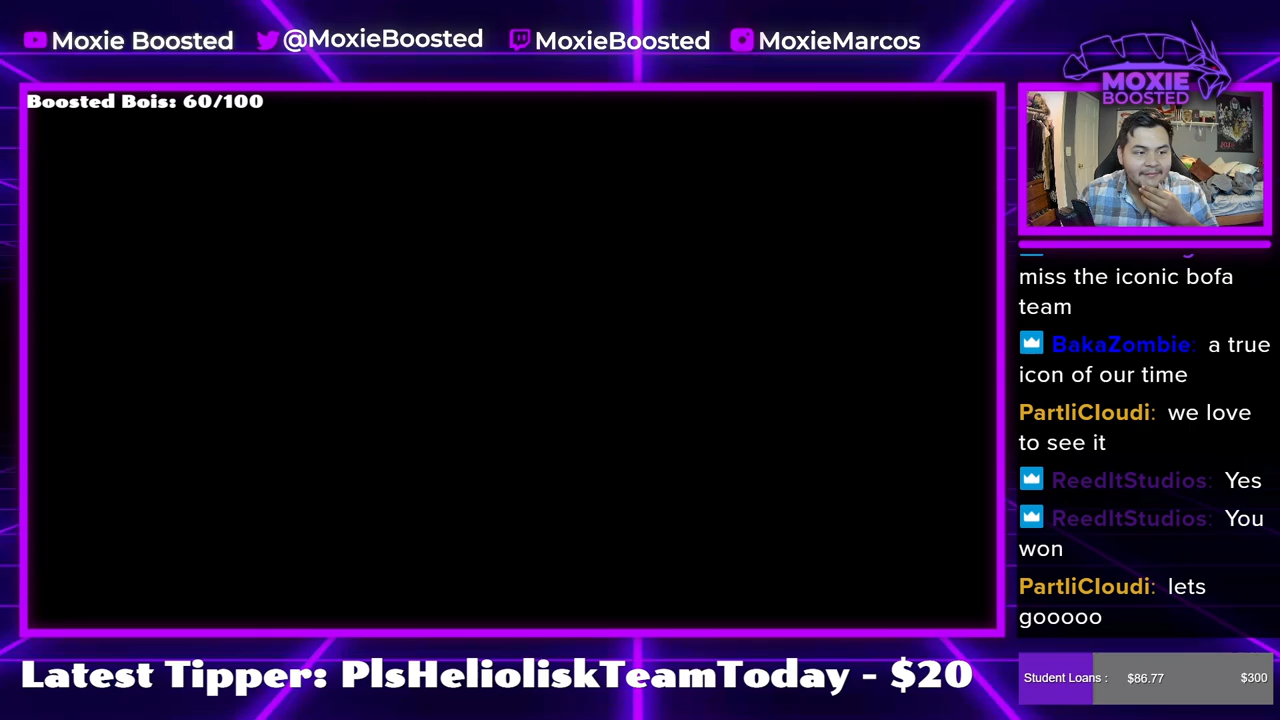 Moxie Boosted @MoxieBoosted MoxieBoosted MoxieMarcos
MOXIE
BOOSTED
Boosted Bois: 60/100
miss the iconic bofa
team
BakaZombie: a true
icon of our time
PartliCloudi: we love
to see it
ReedItStudios: Yes
ReedItStudios: You
won
PartliCloudi: lets
gooooo
Latest Tipper: PlsHelioliskTeamToday - $20
Student Loans : $86.77 $300